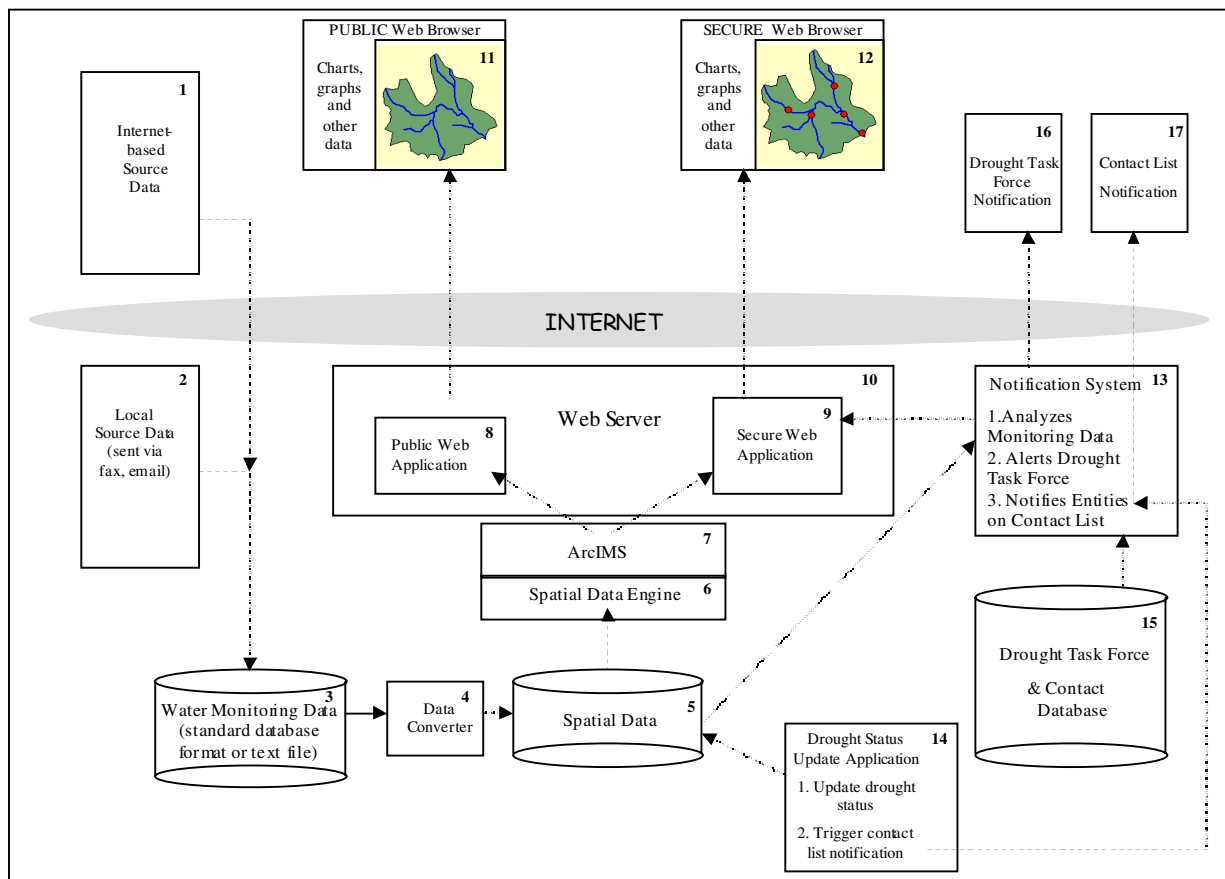 PUBLIC Web Browser
11
Charts,
graphs
and
other
data
SECURE Web Browser
12
Charts,
graphs
and
other
data
1
Internet-
based
Source
Data
16
Drought Task
Force
Notification
17
Contact List
Notification
INTERNET
2
Local
Source Data
(sent via
fax, email)
10
Web Server
8
Public Web
Application
9
Secure Web
Application
13
Notification System
1.Analyzes
Monitoring Data
2. Alerts Drought
Task Force
3. Notifies Entities
on Contact List
7
ArcIMS
Spatial Data Engine
6
15
Drought Task Force
& Contact
Database
3
Water Monitoring Data
(standard database
format or text file)
4
Data
Converter
5
Spatial Data
14
Drought Status
Update Application
1. Update drought
status
2. Trigger contact
list notification